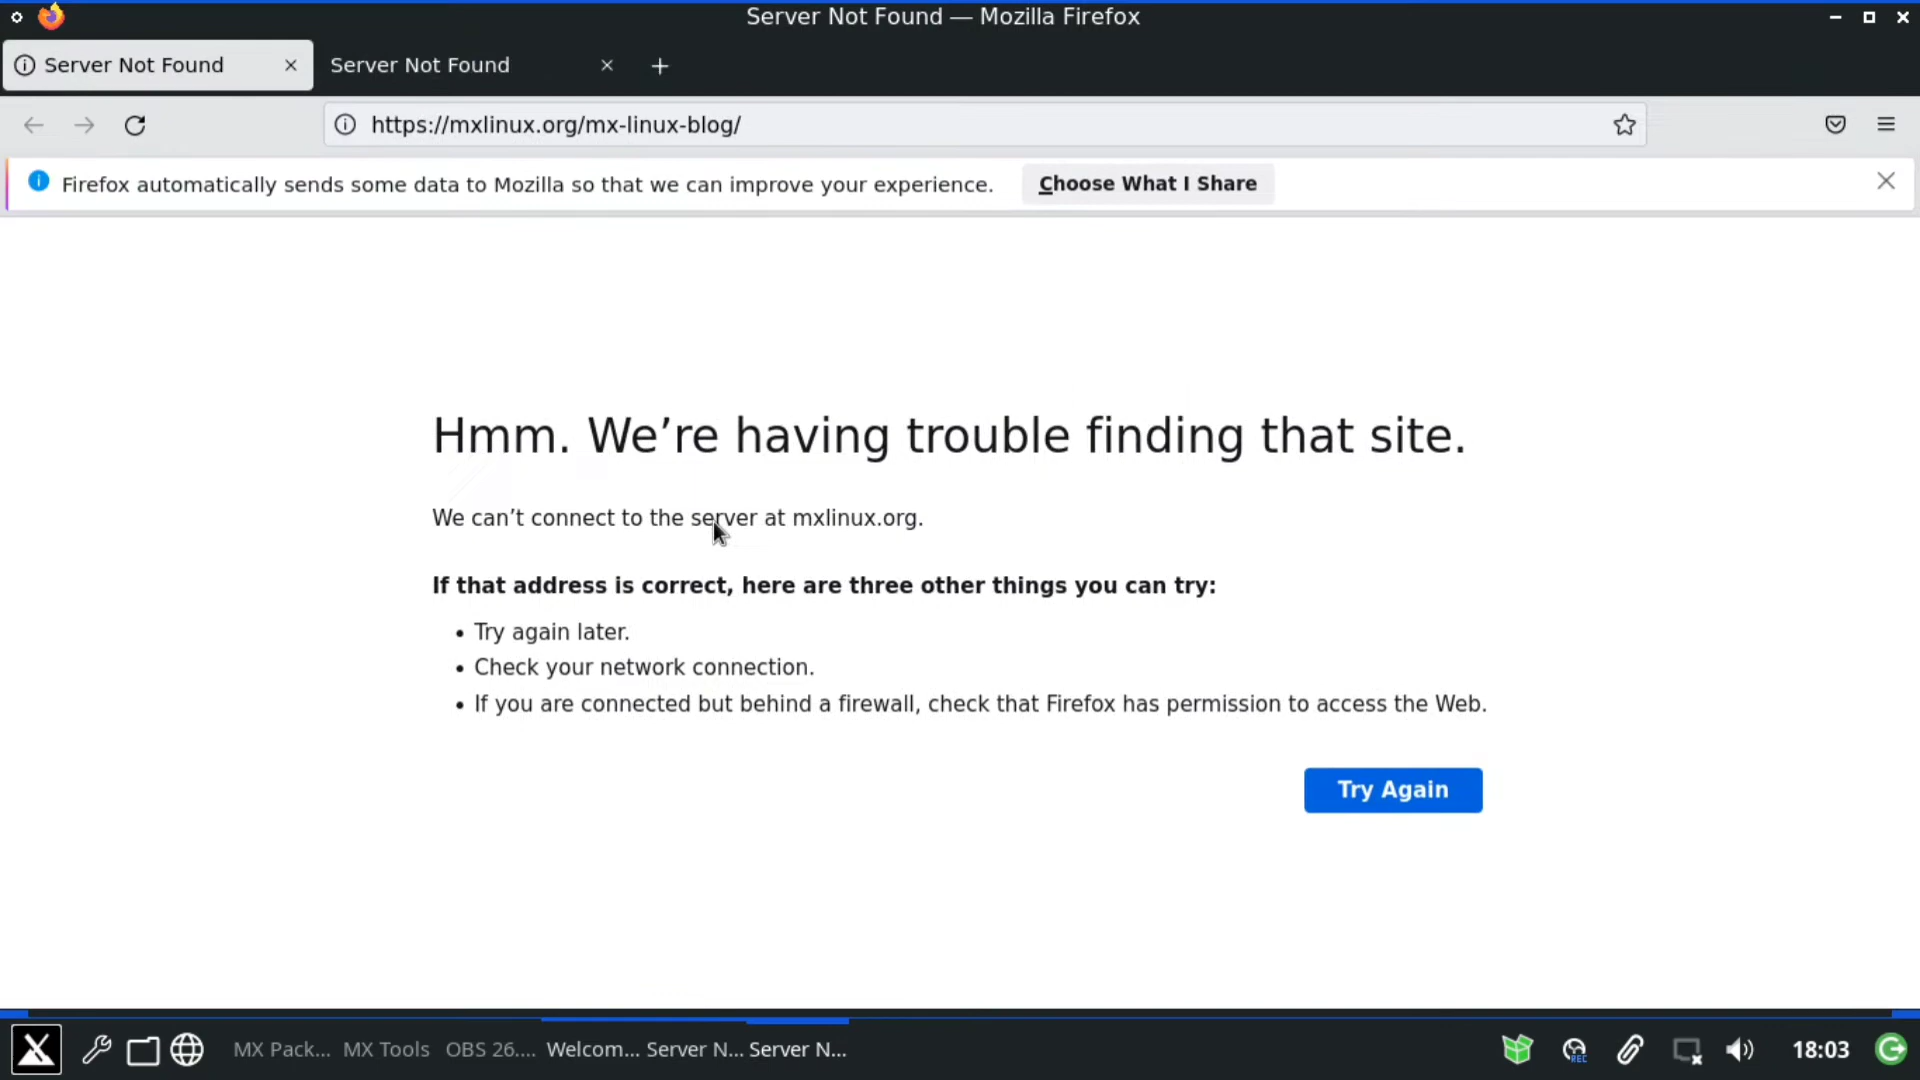 Server Not Found — Mozilla Firefox
Server Not Found
Server Not Found
https://mxlinux.org/mx-linux-blog/
Firefox automatically sends some data to Mozilla so that we can improve your experience.
Choose What I Share
Hmm. We’re having trouble finding that site.
We can’t connect to the server at mxlinux.org.
If that address is correct, here are three other things you can try:
• Try again later.
• Check your network connection.
• If you are connected but behind a firewall, check that Firefox has permission to access the Web.
Try Again
MX Pack... MX Tools OBS 26.... Welcom... Server N... Server N... REC 18:03